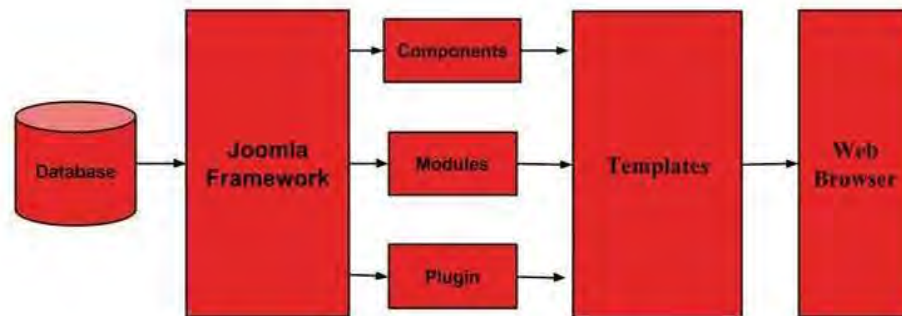 Database
Joomla
Framework
Components
Modules
Plugin
Templates
Web
Browser